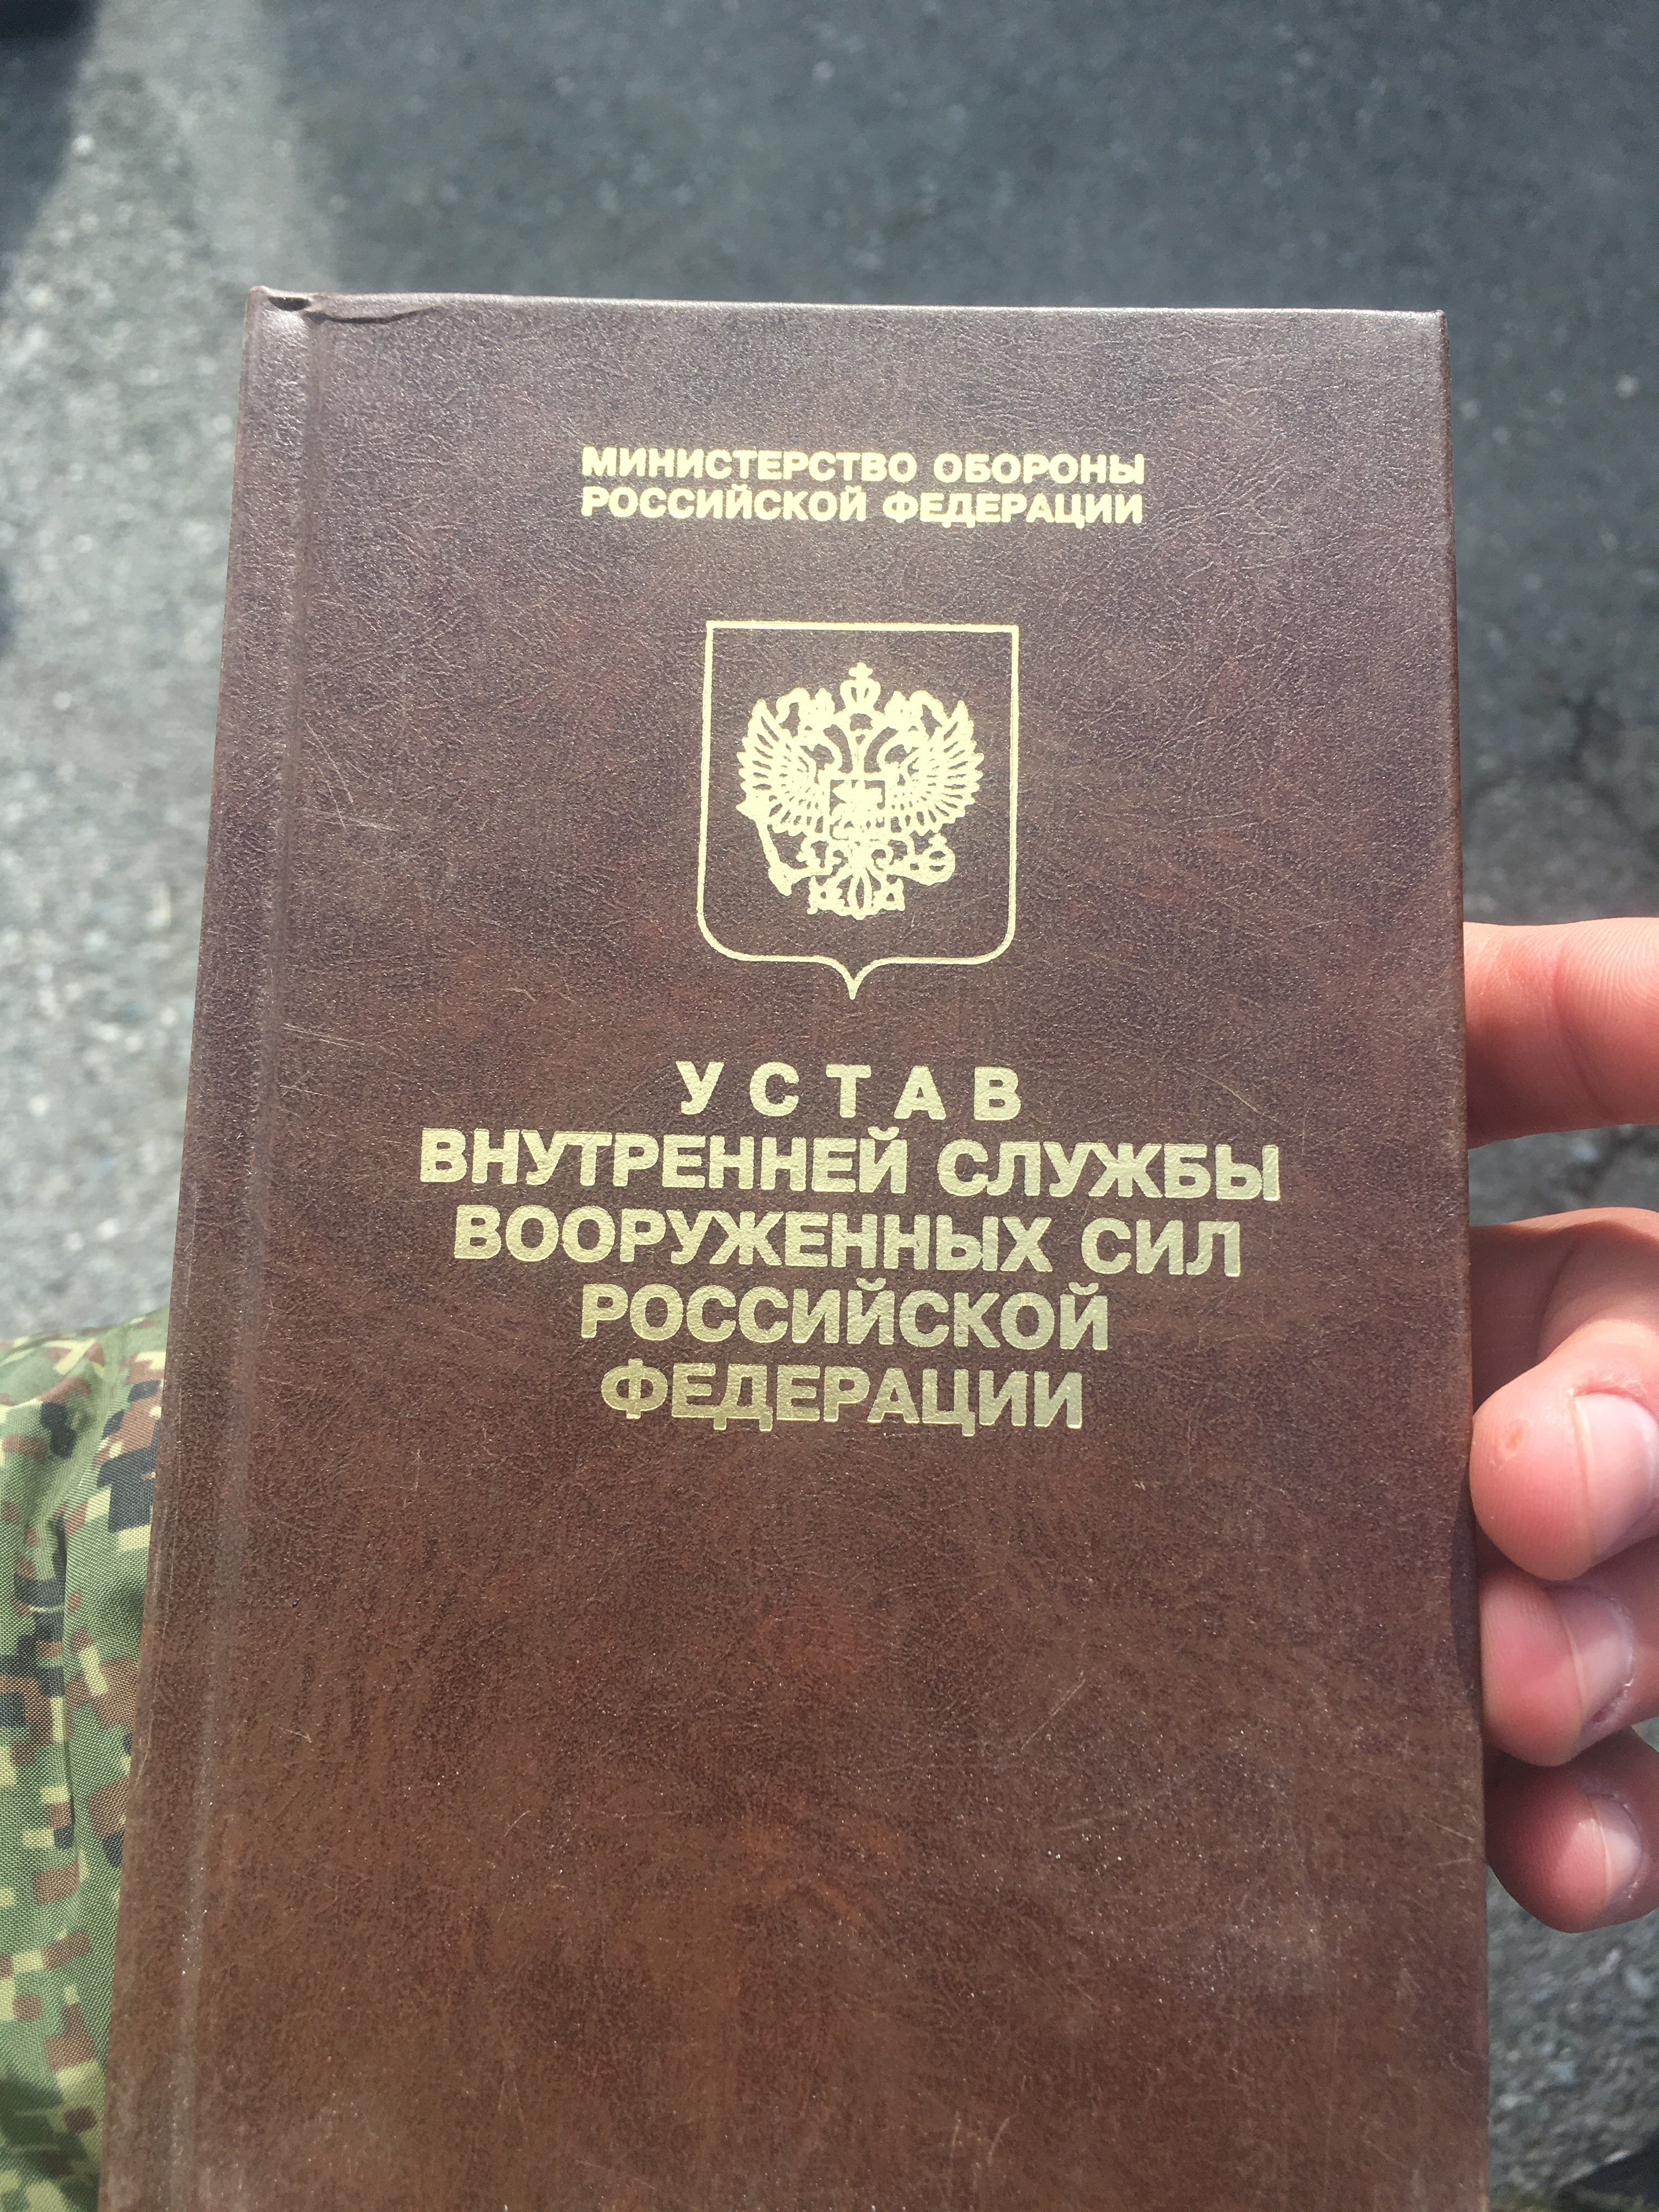 МИНИСТЕРСТВО ОБОРОНЫ
РОССИЙСКОЙ ФЕДЕРАЦИИ
УСТАВ
ВНУТРЕННЕЙ СЛУЖБЫ
ВООРУЖЕННЫХ СИЛ
РОССИЙСКОЙ
ФЕДЕРАЦИИ